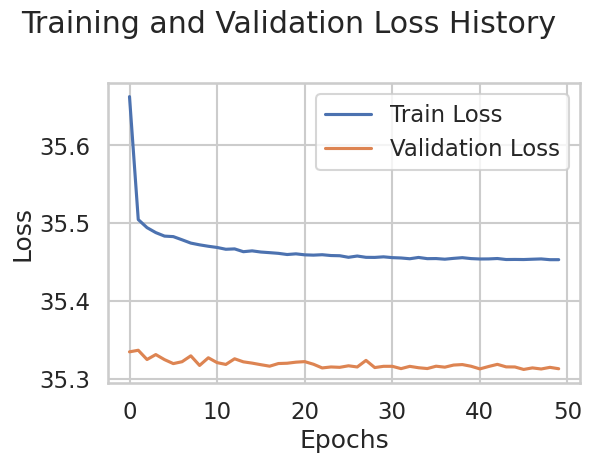 Training and Validation Loss History
Train Loss
Validation Loss
35.6
35.5
35.4
35.3
Loss
0 10 20 30 40 50
Epochs